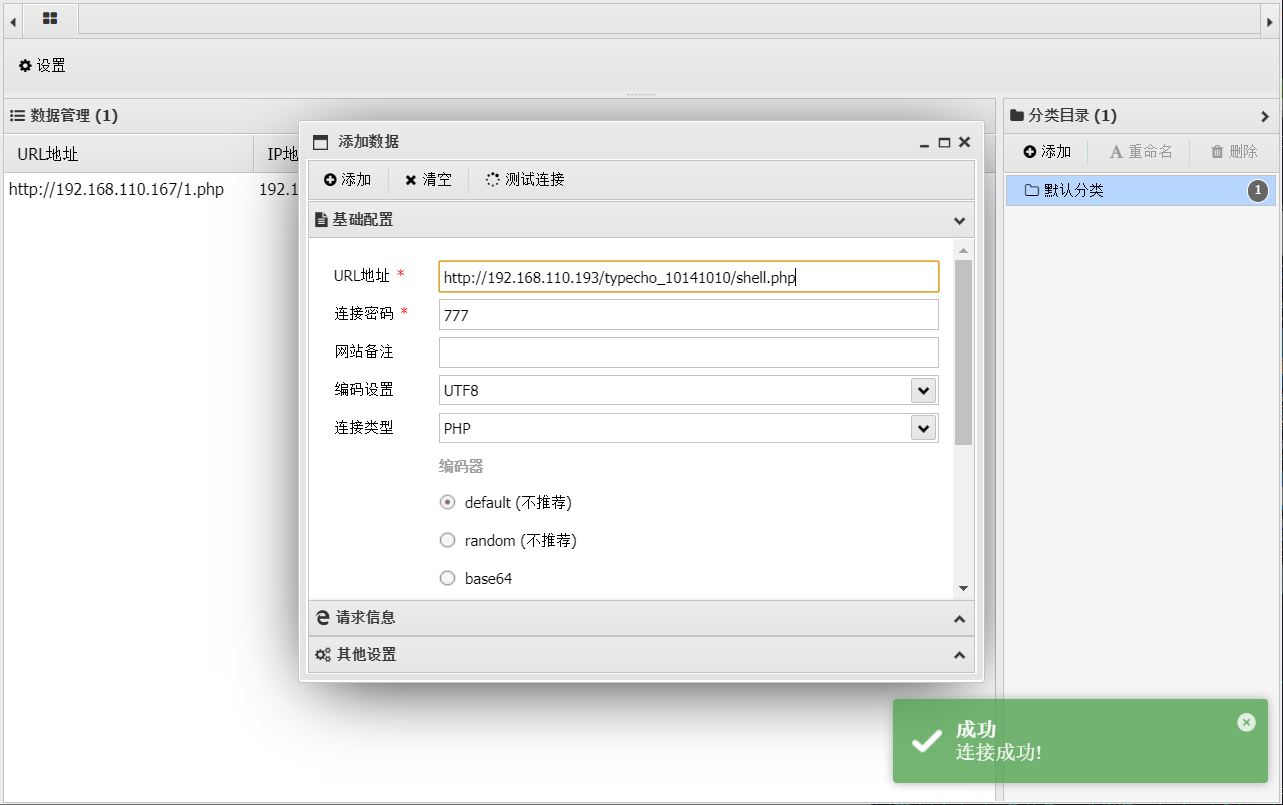 设置
数据管理 (1)
URL地址
IP地
http://192.168.110.167/1.php
192.1
添加数据
添加
清空
测试连接
基础配置
URL地址 *
http://192.168.110.193/typecho_10141010/shell.php
连接密码 *
777
网站备注
编码设置
UTF8
连接类型
PHP
编码器
default (不推荐)
random (不推荐)
base64
请求信息
其他设置
分类目录 (1)
添加
重命名
删除
默认分类
1
成功
连接成功!